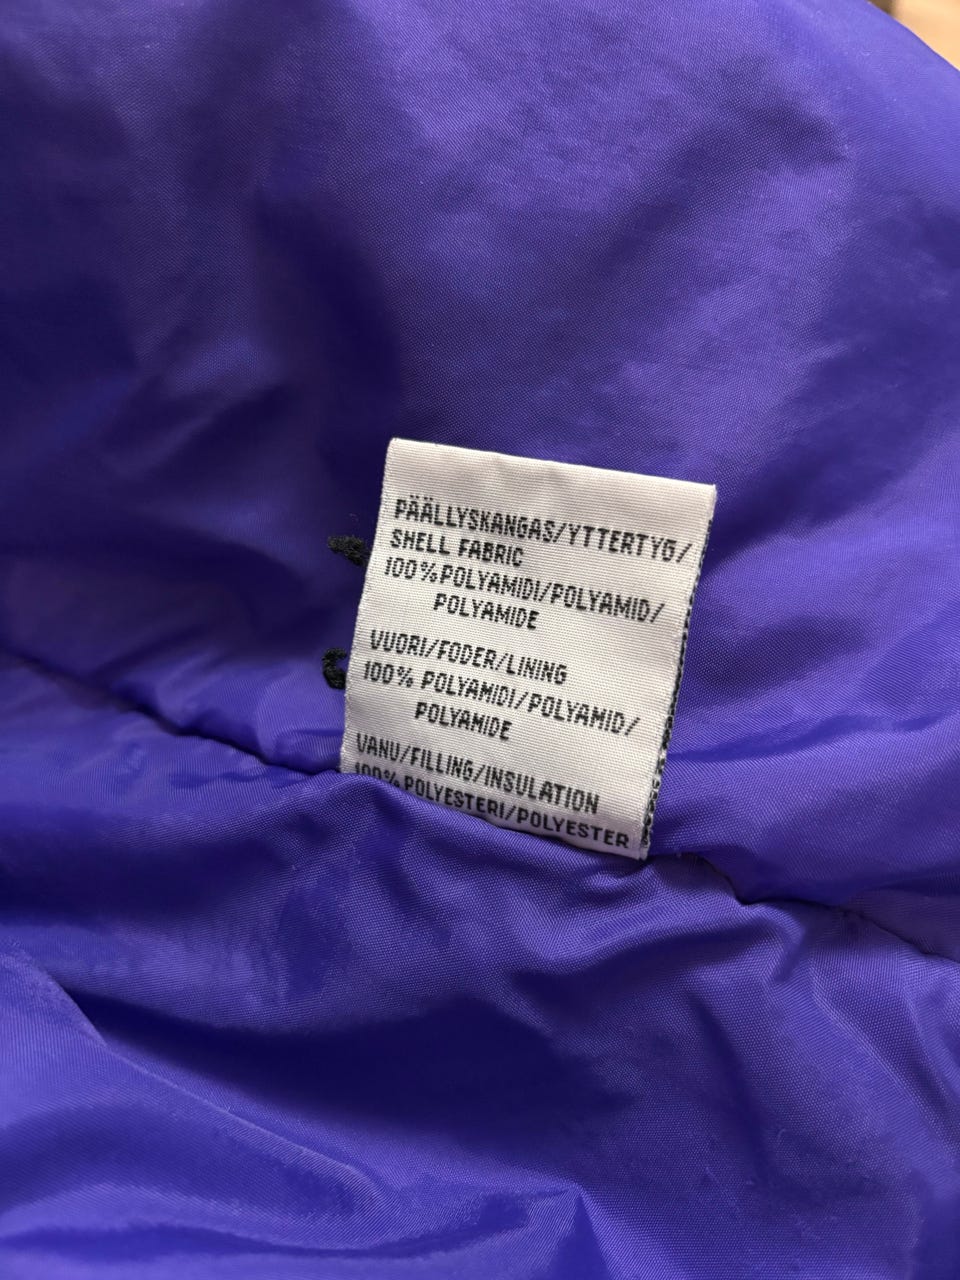 PÄÄLLYSKANGAS/YTTERTYG/
SHELL FABRIC
100%POLYAMIDI/POLYAMID/
POLYAMIDE
VUORI/FODER/LINING
100% POLYAMIDI/POLYAMID/
POLYAMIDE
VANU/FILLING/INSULATION
100% POLYESTERI/POLYESTER